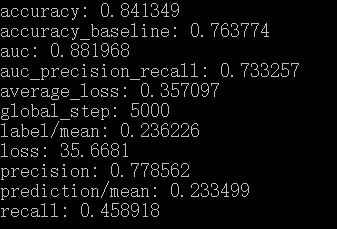 accuracy: 0.841349
accuracy_baseline: 0.763774
auc: 0.881968
auc_precision_recall: 0.733257
average_loss: 0.357097
global_step: 5000
label/mean: 0.236226
loss: 35.6681
precision: 0.778562
prediction/mean: 0.233499
recall: 0.458918